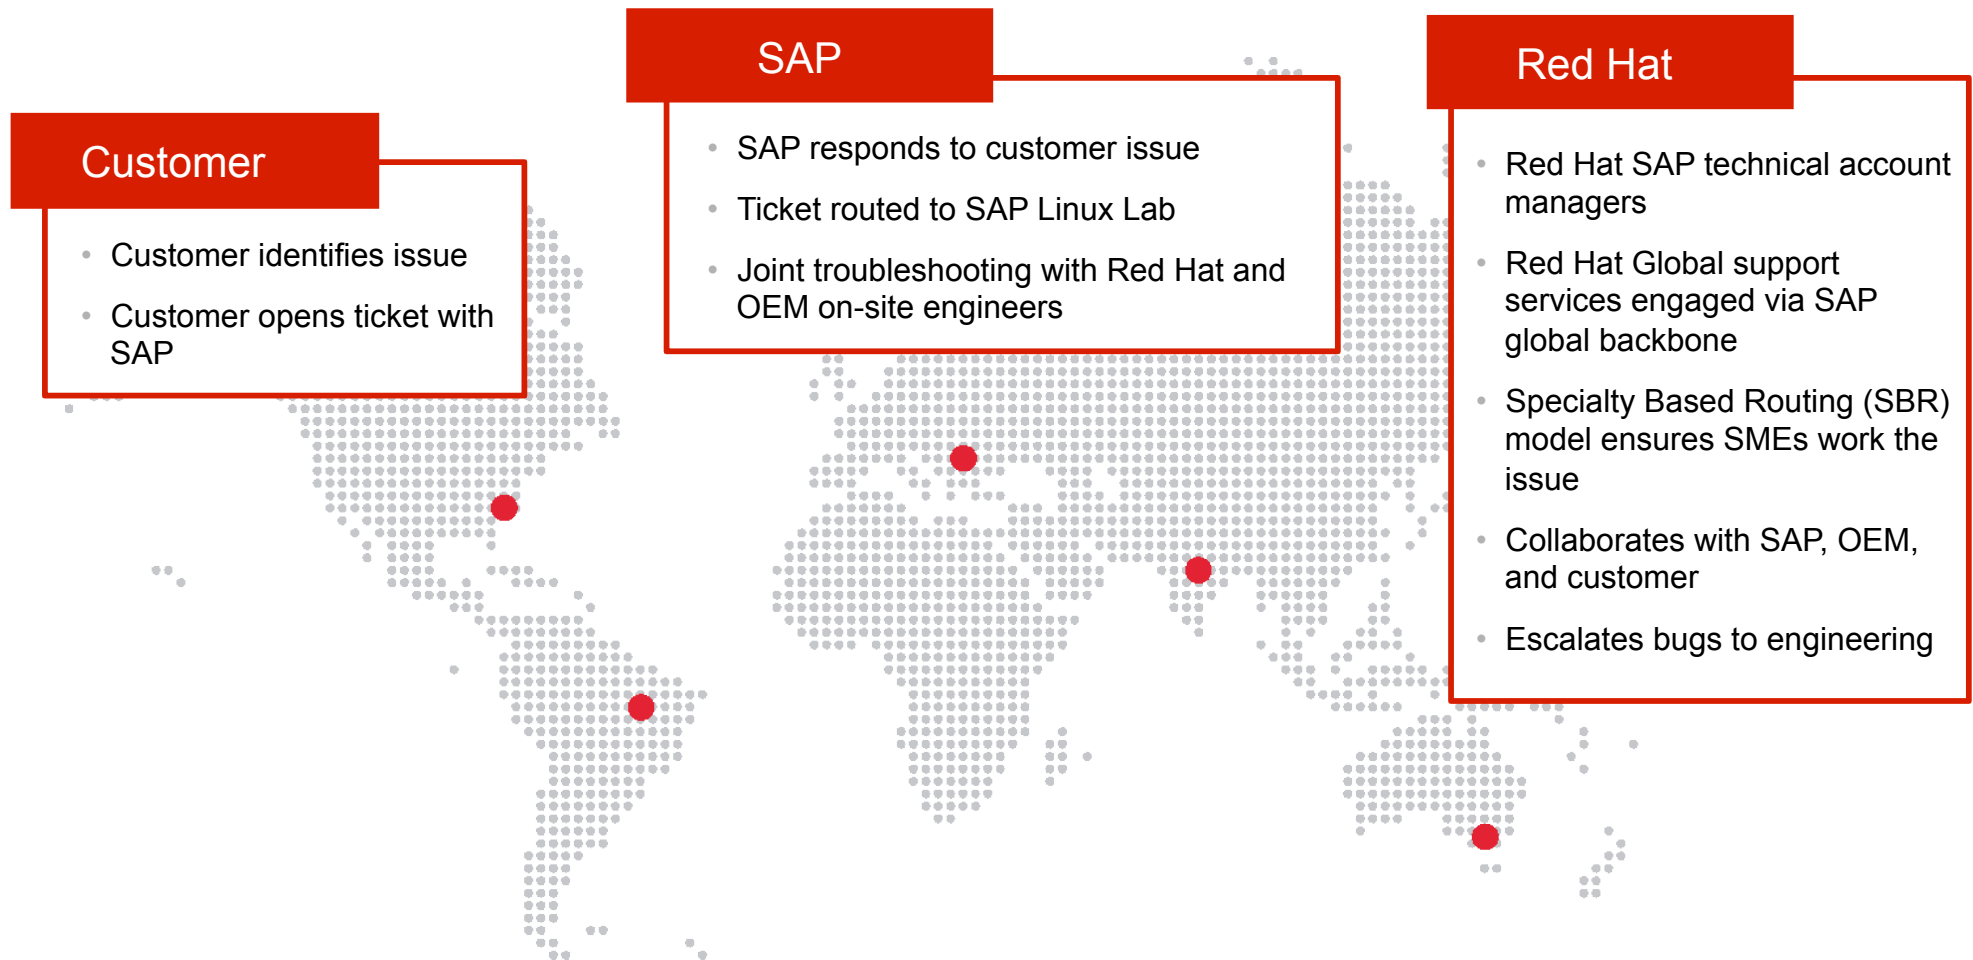 Customer
• Customer identifies issue
• Customer opens ticket with
SAP
SAP
• SAP responds to customer issue
• Ticket routed to SAP Linux Lab
• Joint troubleshooting with Red Hat and
OEM on-site engineers
Red Hat
• Red Hat SAP technical account
managers
• Red Hat Global support
services engaged via SAP
global backbone
• Specialty Based Routing (SBR)
model ensures SMEs work the
issue
• Collaborates with SAP, OEM,
and customer
• Escalates bugs to engineering